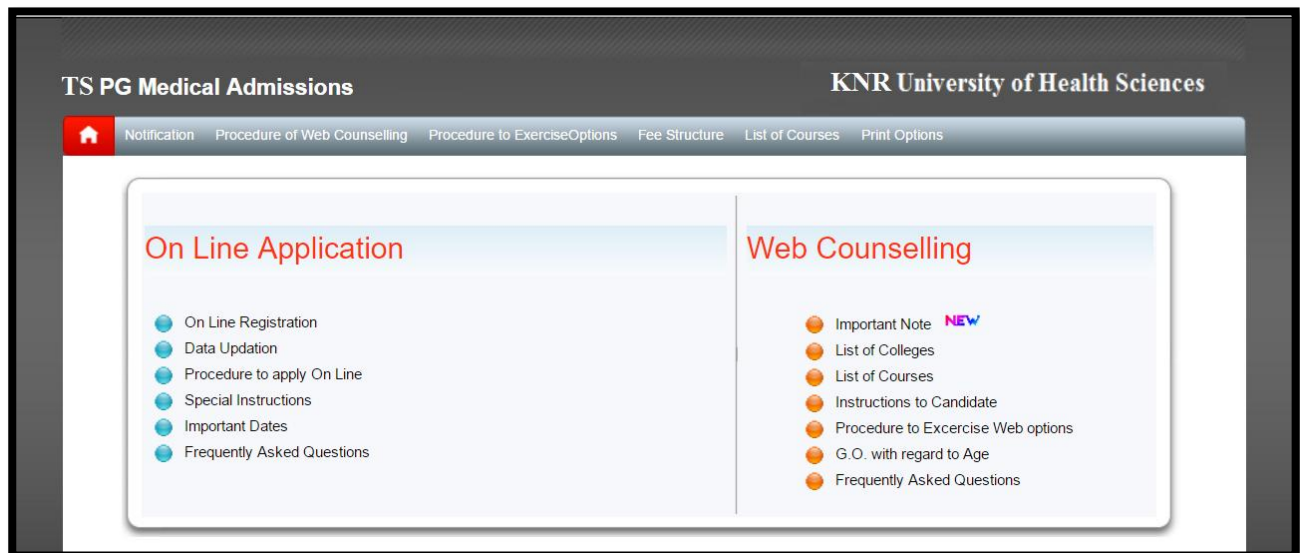 TS PG Medical Admissions
KNR University of Health Sciences
Notification Procedure of Web Counselling Procedure to ExerciseOptions Fee Structure List of Courses Print Options
On Line Application
On Line Registration
Data Updation
Procedure to apply On Line
Special Instructions
Important Dates
Frequently Asked Questions
Web Counselling
Important Note NEW
List of Colleges
List of Courses
Instructions to Candidate
Procedure to Excercise Web options
G.O. with regard to Age
Frequently Asked Questions